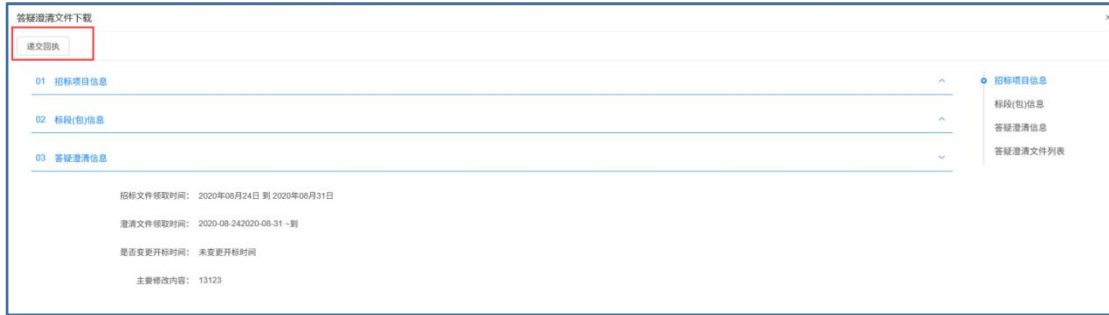 答疑澄清文件下载
递交回执
01 招标项目信息
02 标段(包)信息
03 答疑澄清信息
招标文件领取时间： 2020年08月24日 到 2020年08月31日
澄清文件领取时间： 2020-08-242020-08-31 ~到
是否变更开标时间： 未变更开标时间
主要修改内容： 13123
招标项目信息
标段(包)信息
答疑澄清信息
答疑澄清文件列表